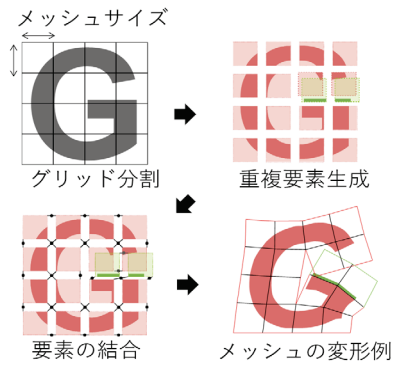 メッシュサイズ
G
グリッド分割
重複要素生成
要素の結合
メッシュの変形例